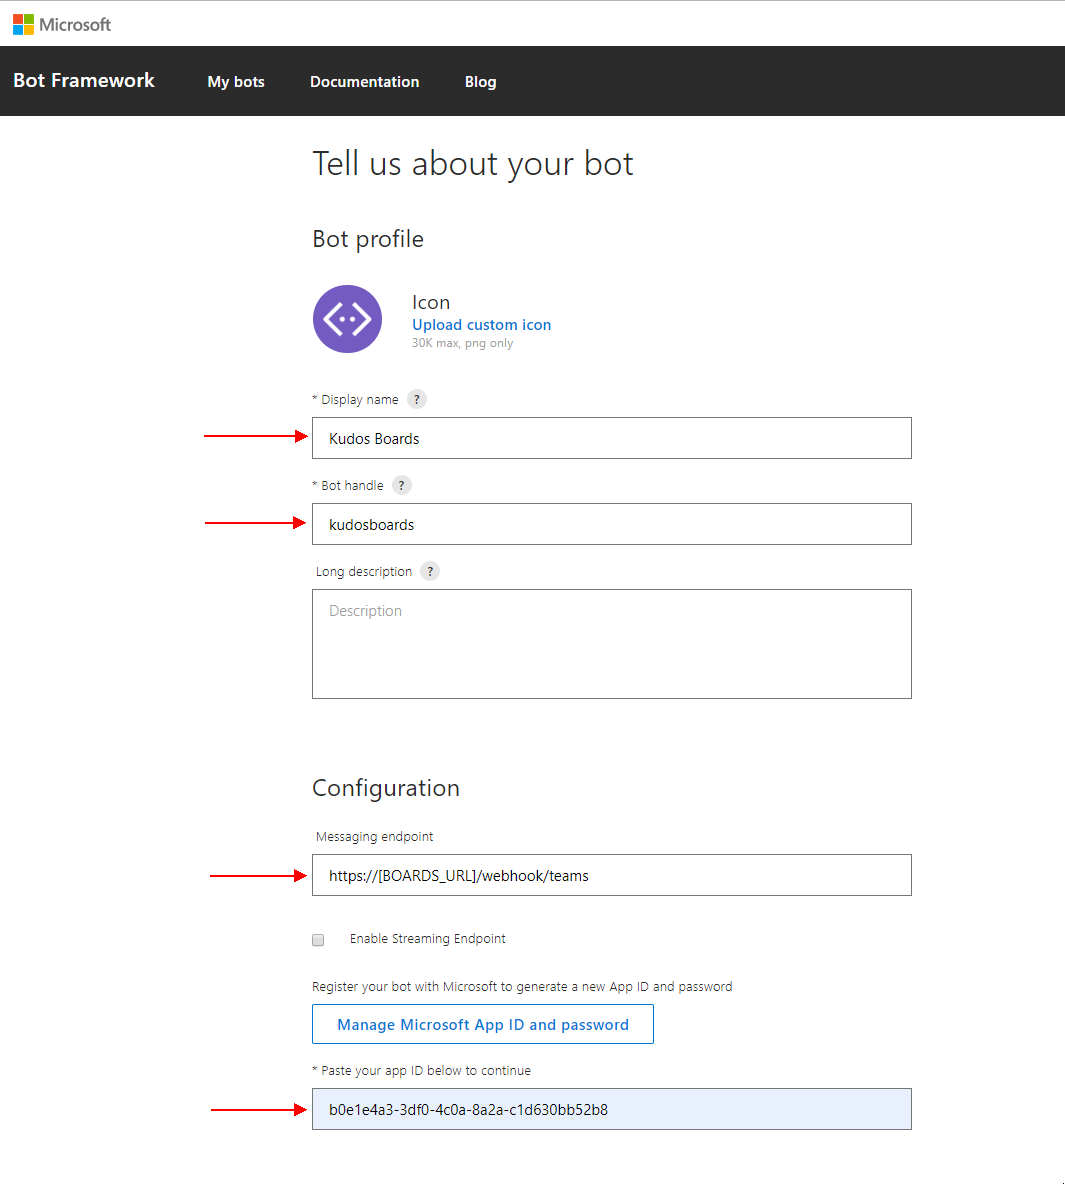 Microsoft
Bot Framework My bots Documentation Blog
Tell us about your bot
Bot profile
Icon
Upload custom icon
30K max, png only
* Display name ?
Kudos Boards
* Bot handle ?
kudosboards
Long description ?
Description
Configuration
Messaging endpoint
https://[BOARDS_URL]/webhook/teams
Enable Streaming Endpoint
Register your bot with Microsoft to generate a new App ID and password
Manage Microsoft App ID and password
* Paste your app ID below to continue
b0e1e4a3-3df0-4c0a-8a2a-c1d630bb52b8